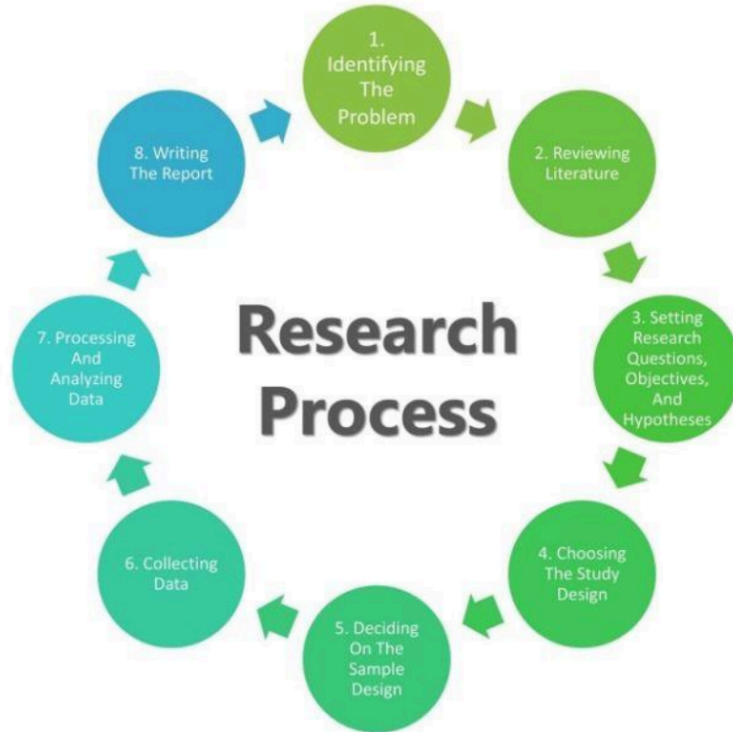 1.
Identifying
The
Problem
2. Reviewing
Literature
3. Setting
Research
Questions,
Objectives,
And
Hypotheses
4. Choosing
The Study
Design
5. Deciding
On The
Sample
Design
6. Collecting
Data
7. Processing
And
Analyzing
Data
8. Writing
The Report
Research
Process